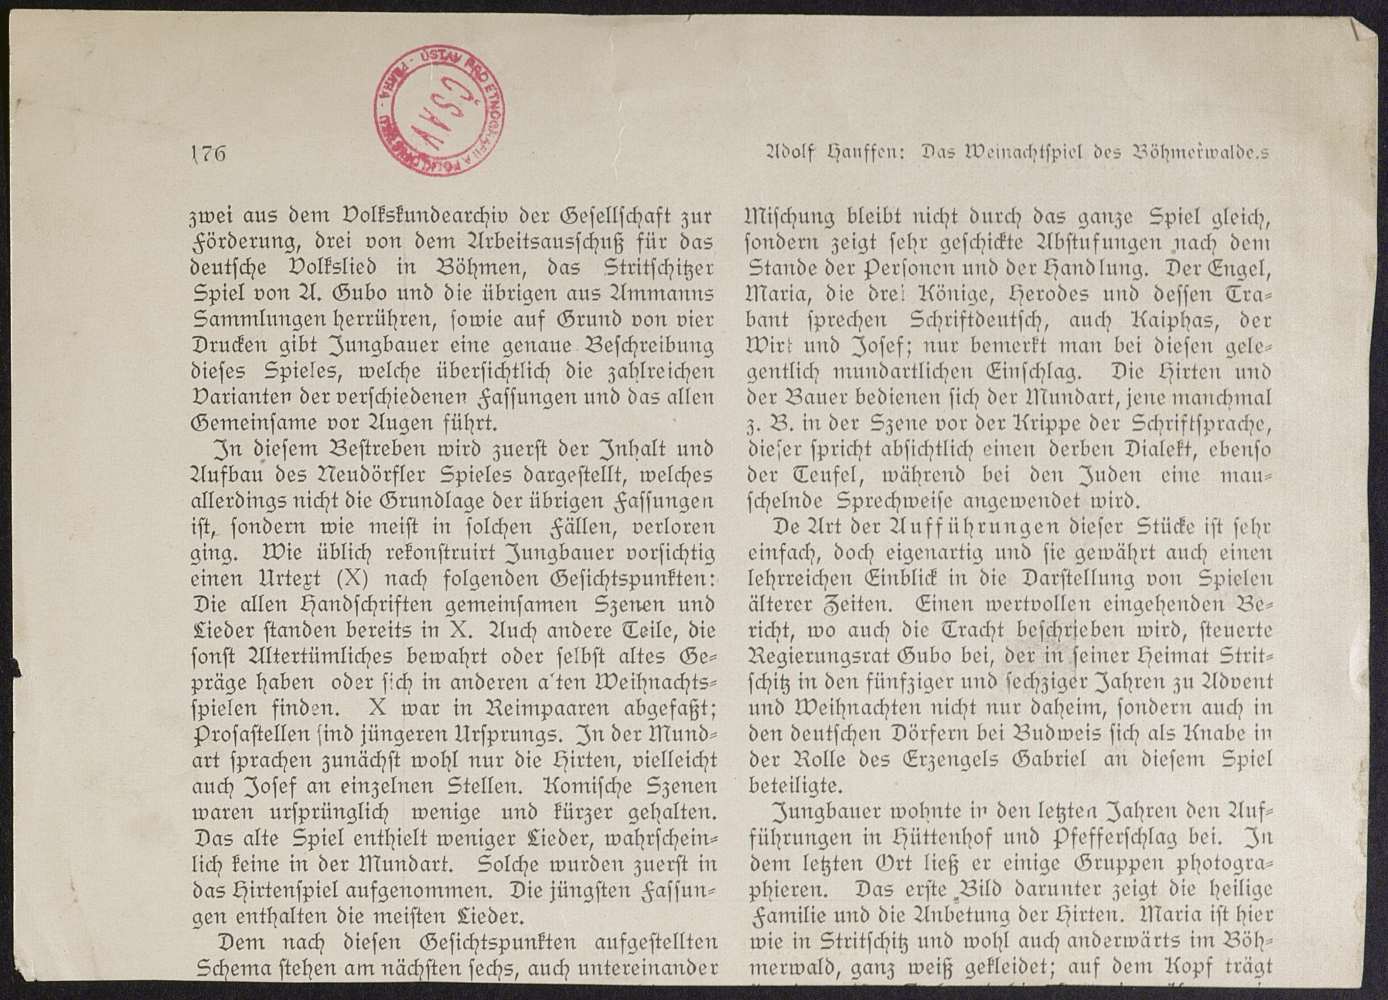 ÚSTAV PRO ETNOGRAFII A FOLKLORISTIKU - PRAHA -
ČSAV
176
Adolf Hauffen: Das Weinachtspiel des Böhmerwalde.s
zwei aus dem Volkskundearchiv der Gesellschaft zur
Förderung, drei von dem Arbeitsausschuß für das
deutsche Volkslied in Böhmen, das Stritschitzer
Spiel von A. Gubo und die übrigen aus Ammanns
Sammlungen herrühren, sowie auf Grund von vier
Drucken gibt Jungbauer eine genaue Beschreibung
dieses Spieles, welche übersichtlich die zahlreichen
Varianten der verschiedenen Fassungen und das allen
Gemeinsame vor Augen führt.
In diesem Bestreben wird zuerst der Inhalt und
Aufbau des Neudörfler Spieles dargestellt, welches
allerdings nicht die Grundlage der übrigen Fassungen
ist, sondern wie meist in solchen Fällen, verloren
ging. Wie üblich rekonstruirt Jungbauer vorsichtig
einen Urtext (X) nach folgenden Gesichtspunkten:
Die allen Handschriften gemeinsamen Szenen und
Lieder standen bereits in X. Auch andere Teile, die
sonst Altertümliches bewahrt oder selbst altes Ge-
präge haben oder sich in anderen a'ten Weihnachts-
spielen finden. X war in Reimpaaren abgefaßt;
Prosastellen sind jüngeren Ursprungs. In der Mund-
art sprachen zunächst wohl nur die Hirten, vielleicht
auch Josef an einzelnen Stellen. Komische Szenen
waren ursprünglich wenige und kürzer gehalten.
Das alte Spiel enthielt weniger Lieder, wahrschein-
lich keine in der Mundart. Solche wurden zuerst in
das Hirtenspiel aufgenommen. Die jüngsten Fassun-
gen enthalten die meisten Lieder.
Dem nach diesen Gesichtspunkten aufgestellten
Schema stehen am nächsten sechs, auch untereinander
Mischung bleibt nicht durch das ganze Spiel gleich,
sondern zeigt sehr geschickte Abstufungen nach dem
Stande der Personen und der Handlung. Der Engel,
Maria, die drei Könige, Herodes und dessen Tra-
bant sprechen Schriftdeutsch, auch Kaiphas, der
Wirt und Josef; nur bemerkt man bei diesen gele-
gentlich mundartlichen Einschlag. Die Hirten und
der Bauer bedienen sich der Mundart, jene manchmal
z. B. in der Szene vor der Krippe der Schriftsprache,
dieser spricht absichtlich einen derben Dialekt, ebenso
der Teufel, während bei den Juden eine mau-
schelnde Sprechweise angewendet wird.
De Art der Aufführungen dieser Stücke ist sehr
einfach, doch eigenartig und sie gewährt auch einen
lehrreichen Einblick in die Darstellung von Spielen
älterer Zeiten. Einen wertvollen eingehenden Be-
richt, wo auch die Tracht beschrieben wird, steuerte
Regierungsrat Gubo bei, der in seiner Heimat Strit-
schitz in den fünfziger und sechziger Jahren zu Advent
und Weihnachten nicht nur daheim, sondern auch in
den deutschen Dörfern bei Budweis sich als Knabe in
der Rolle des Erzengels Gabriel an diesem Spiel
beteiligte.
Jungbauer wohnte in den letzten Jahren den Auf-
führungen in Hüttenhof und Pfefferschlag bei. In
dem letzten Ort ließ er einige Gruppen photogra-
phieren. Das erste Bild darunter zeigt die heilige
Familie und die Anbetung der Hirten. Maria ist hier
wie in Stritschitz und wohl auch anderwärts im Böh-
merwald, ganz weiß gekleidet; auf dem Kopf trägt